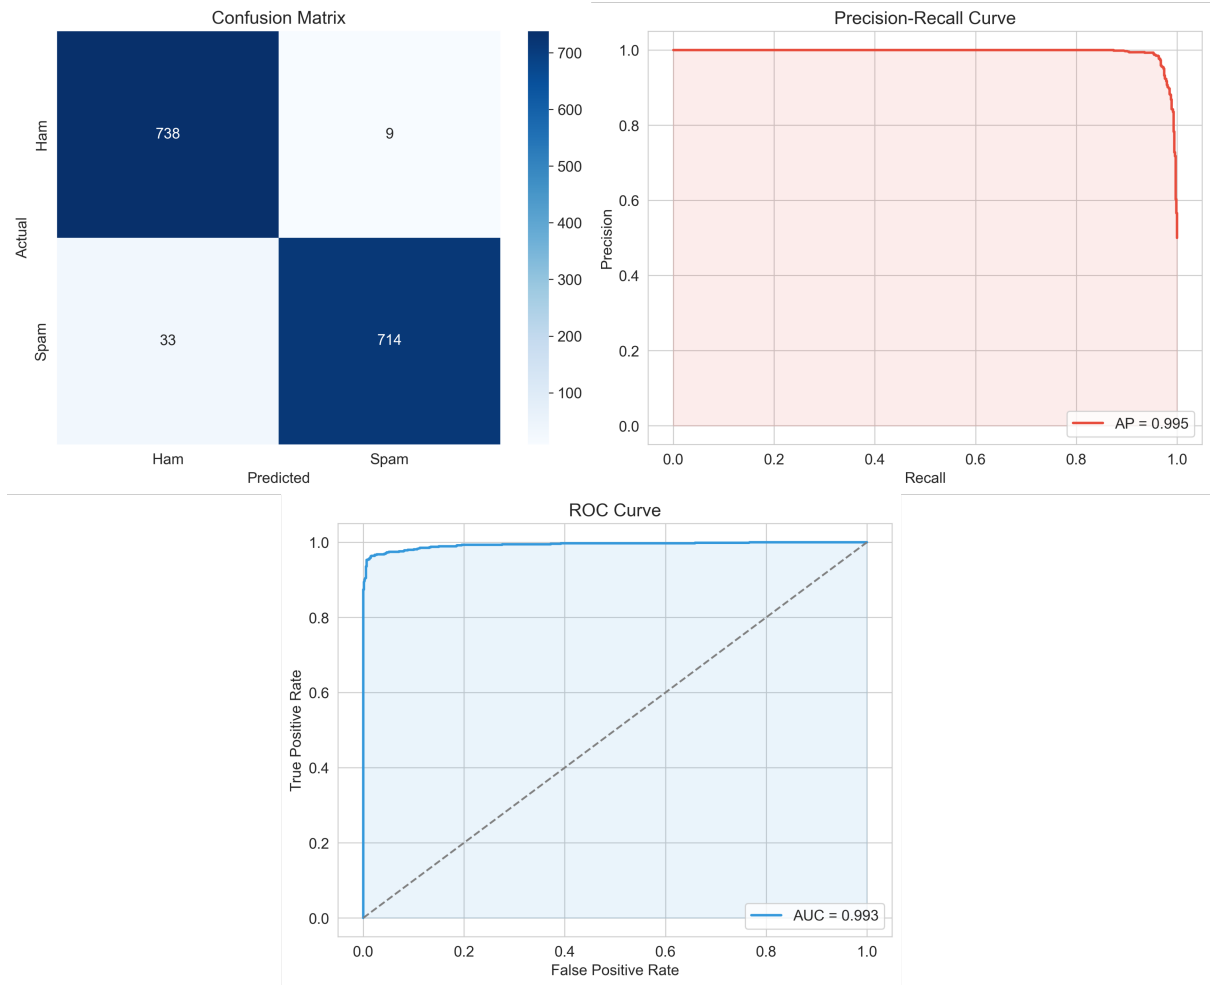 Confusion Matrix
Actual
Ham
Spam
738
9
33
714
Ham
Spam
Predicted
700
600
500
400
300
200
100
Precision-Recall Curve
Precision
1.0
0.8
0.6
0.4
0.2
0.0
AP = 0.995
0.0
0.2
0.4
0.6
0.8
1.0
Recall
ROC Curve
True Positive Rate
1.0
0.8
0.6
0.4
0.2
0.0
AUC = 0.993
0.0
0.2
0.4
0.6
0.8
1.0
False Positive Rate